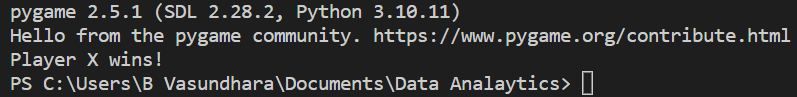 pygame 2.5.1 (SDL 2.28.2, Python 3.10.11)
Hello from the pygame community. https://www.pygame.org/contribute.html
Player X wins!
PS C:\Users\B Vasundhara\Documents\Data Analaytics>